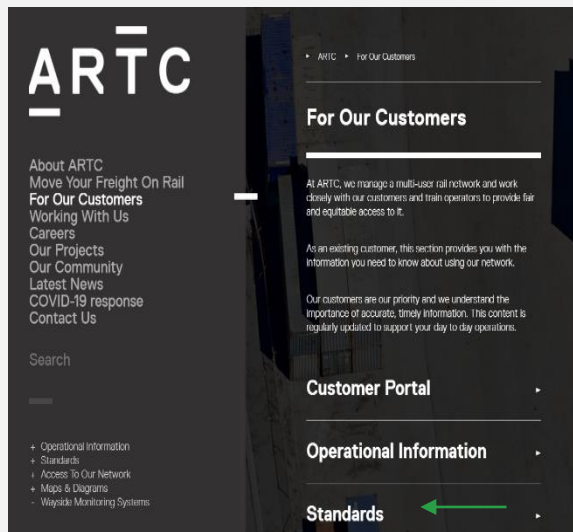 ARTC
About ARTC
Move Your Freight On Rail
For Our Customers
Working With Us
Careers
Our Projects
Our Community
Latest News
COVID-19 response
Contact Us
Search
+ Operational Information
+ Standards
+ Access To Our Network
+ Maps & Diagrams
- Wayside Monitoring Systems
▸ ARTC ▸ For Our Customers
For Our Customers
At ARTC, we manage a multi-user rail network and work
closely with our customers and train operators to provide fair
and equitable access to it.
As an existing customer, this section provides you with the
information you need to know about using our network.
Our customers are our priority and we understand the
importance of accurate, timely information. This content is
regularly updated to support your day to day operations.
Customer Portal ▸
Operational Information ▸
Standards ▸